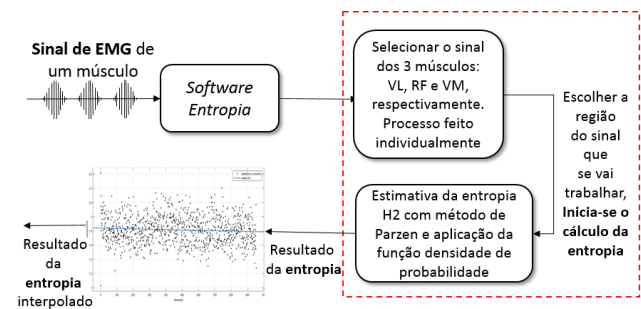 Sinal de EMG de
um músculo
Software
Entropia
Selecionar o sinal
dos 3 músculos:
VL, RF e VM,
respectivamente.
Processo feito
individualmente
Escolher a
região
do sinal
que
se vai
trabalhar,
Inicia-se o
cálculo da
entropia
Estimativa da entropia
H2 com método de
Parzen e aplicação da
função densidade de
probabilidade
Resultado
da entropia
Resultado
da
entropia
interpolado